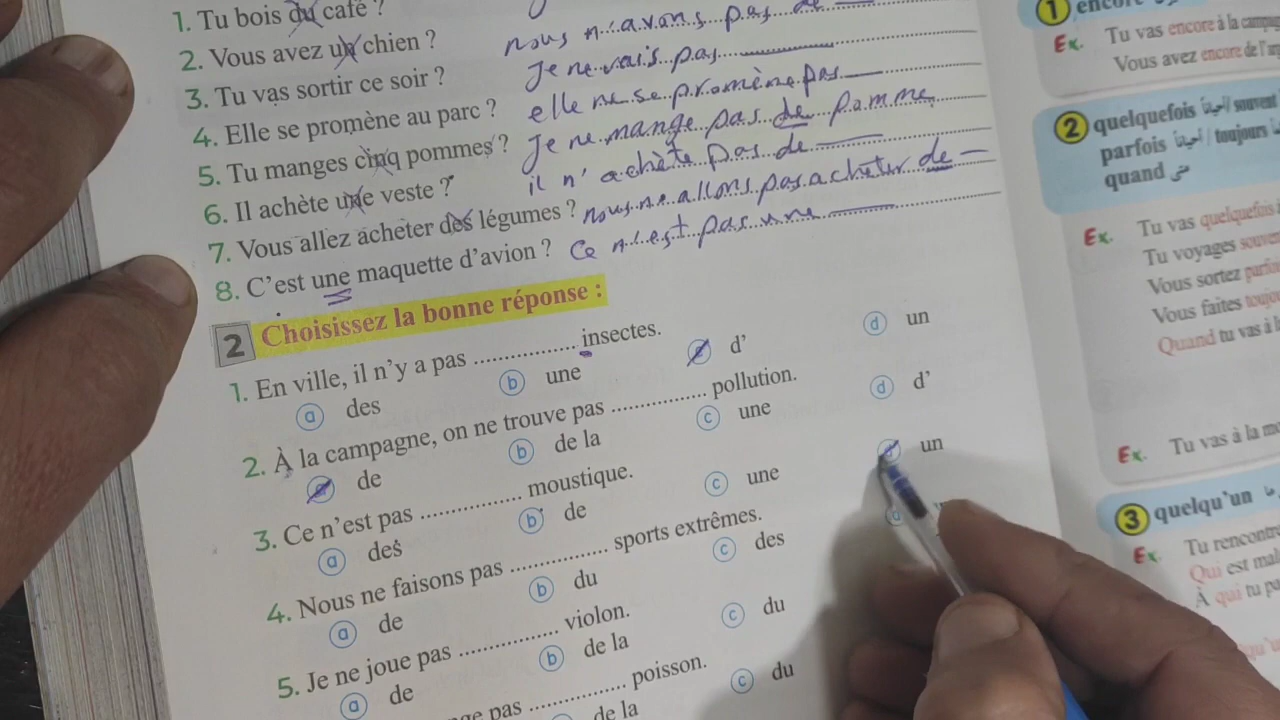 1. Tu bois du café ?
2. Vous avez un chien ? nous n'avons pas de
3. Tu vas sortir ce soir ? Je ne vais pas
4. Elle se promène au parc ? elle ne se promène pas
5. Tu manges cinq pommes ? Je ne mange pas de pomme
6. Il achète une veste ? il n'achète pas de
7. Vous allez acheter des légumes ? nous ne allons pas acheter de
8. C'est une maquette d'avion ? Ce n'est pas une
2 Choisissez la bonne réponse :
1. En ville, il n'y a pas ................ insectes.
a des b une c d' d un
2. À la campagne, on ne trouve pas ............... pollution.
a de b de la c une d d'
3. Ce n'est pas ................ moustique.
a des b de c une d un
4. Nous ne faisons pas ............... sports extrêmes.
a de b du c des
5. Je ne joue pas ................ violon.
a de b de la c du
pas ............... poisson.
de la c du
1 encore
Ex. Tu vas encore à la
Vous avez encore de
2 quelquefois أحياناً / souvent
parfois أحياناً / toujours
quand متى
Ex. Tu vas quelquefois
Tu voyages
Vous sortez
Vous faites
Quand tu vas à
Ex. Tu vas à la
3 quelqu'un
Ex. Tu
Qui est
À qui tu